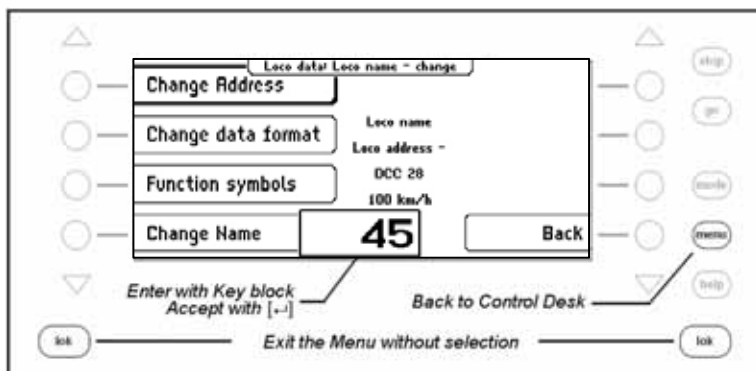 Loco data: Loco name - change
stop
Change Address
go
Change data format
Loco name
Loco address -
Function symbols
DCC 28
mode
100 km/h
Change Name
45
Back
menu
Enter with Key block
Accept with [↵]
Back to Control Desk
help
lok
Exit the Menu without selection
lok